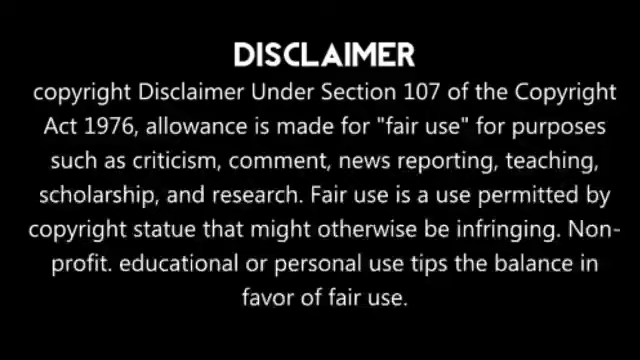 DISCLAIMER
copyright Disclaimer Under Section 107 of the Copyright
Act 1976, allowance is made for "fair use" for purposes
such as criticism, comment, news reporting, teaching,
scholarship, and research. Fair use is a use permitted by
copyright statue that might otherwise be infringing. Non-
profit. educational or personal use tips the balance in
favor of fair use.